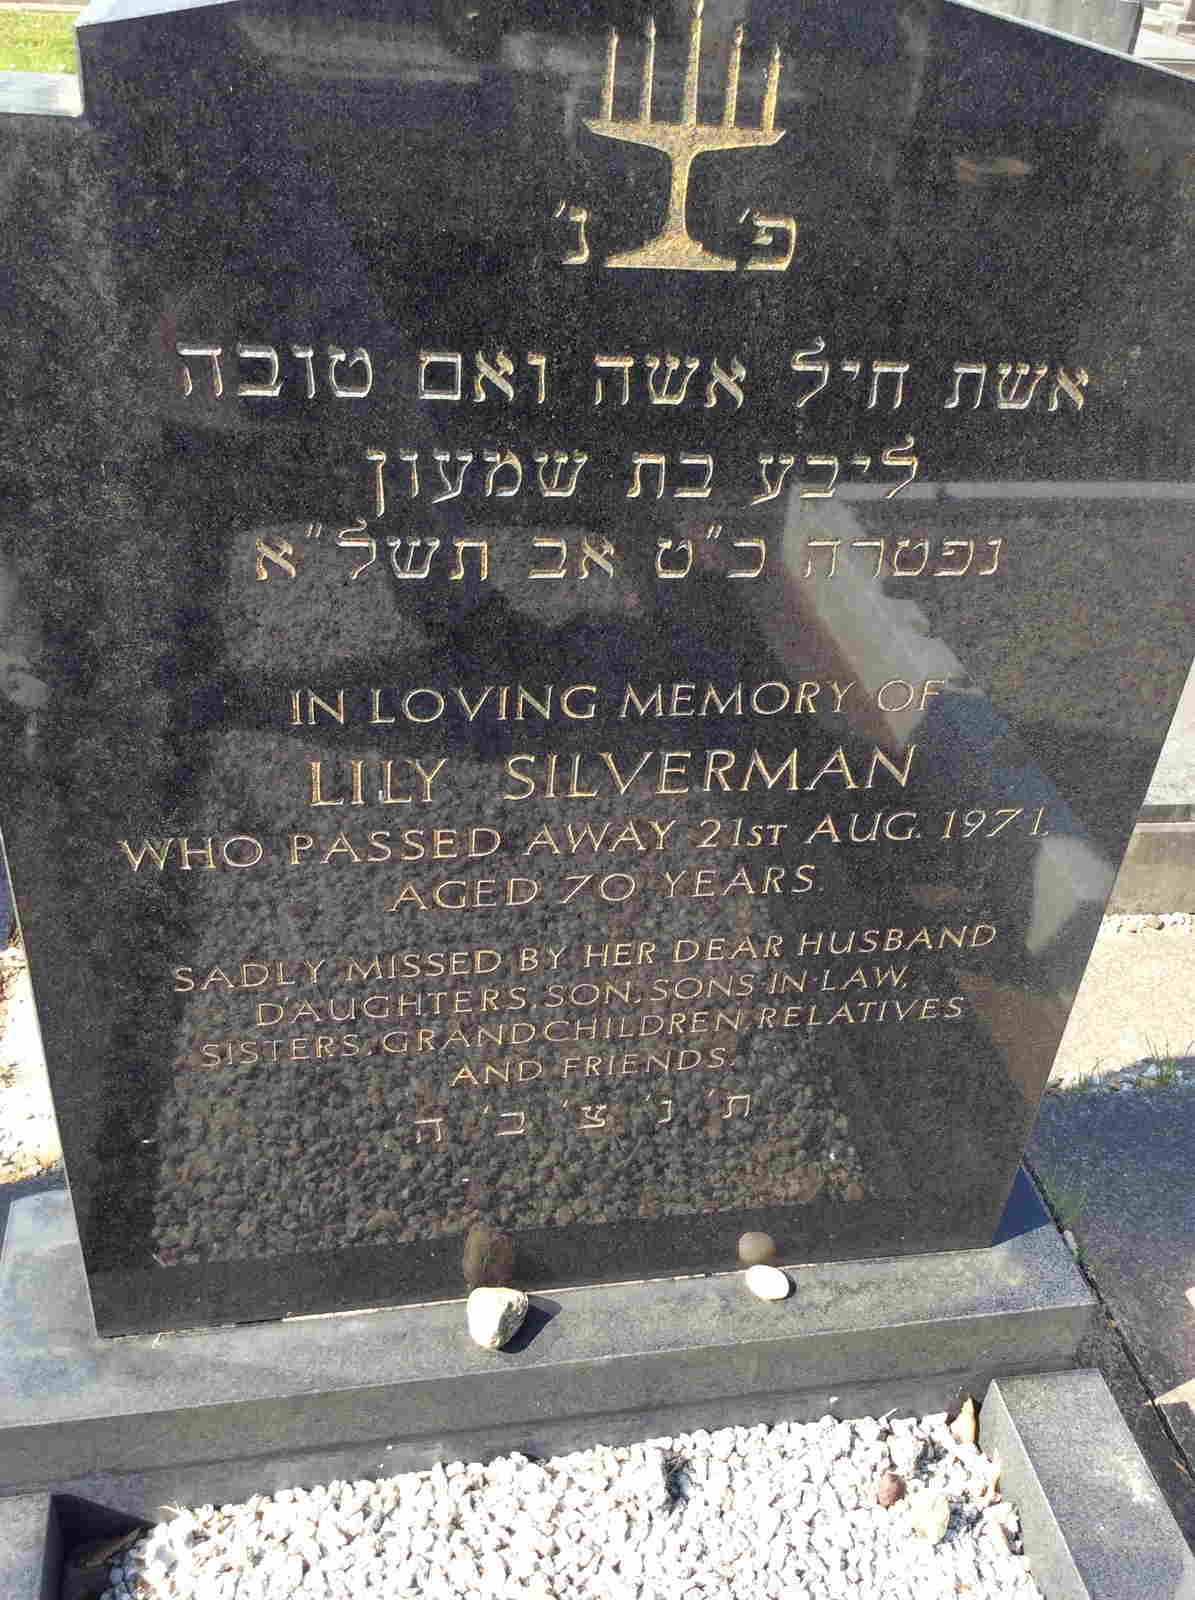 פ' נ'
אשת חיל אשה ואם טובה
ליבע בת שמעון
נפטרה כ"ט אב תשל"א
IN LOVING MEMORY OF
LILY SILVERMAN
WHO PASSED AWAY 21ST AUG. 1971.
AGED 70 YEARS.
SADLY MISSED BY HER DEAR HUSBAND
DAUGHTERS, SON, SONS-IN-LAW,
SISTERS, GRANDCHILDREN, RELATIVES
AND FRIENDS.
ת' נ' צ' ב' ה'